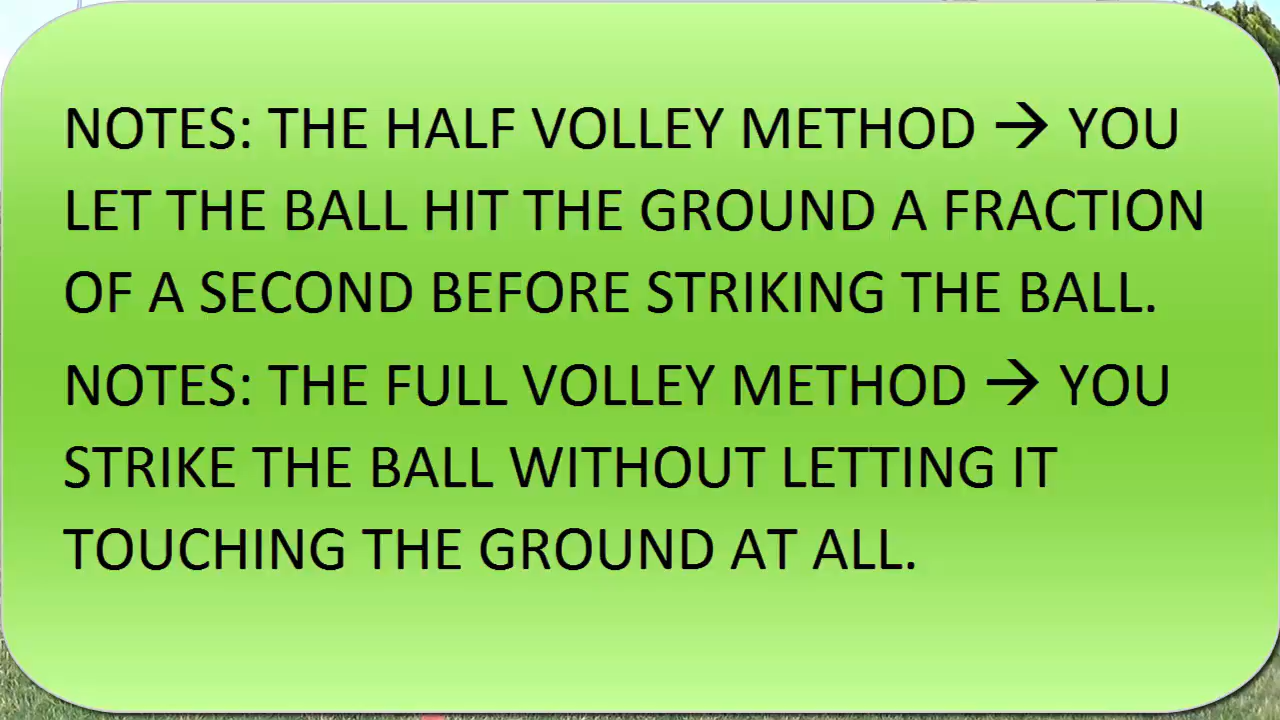 NOTES: THE HALF VOLLEY METHOD → YOU
LET THE BALL HIT THE GROUND A FRACTION
OF A SECOND BEFORE STRIKING THE BALL.
NOTES: THE FULL VOLLEY METHOD → YOU
STRIKE THE BALL WITHOUT LETTING IT
TOUCHING THE GROUND AT ALL.